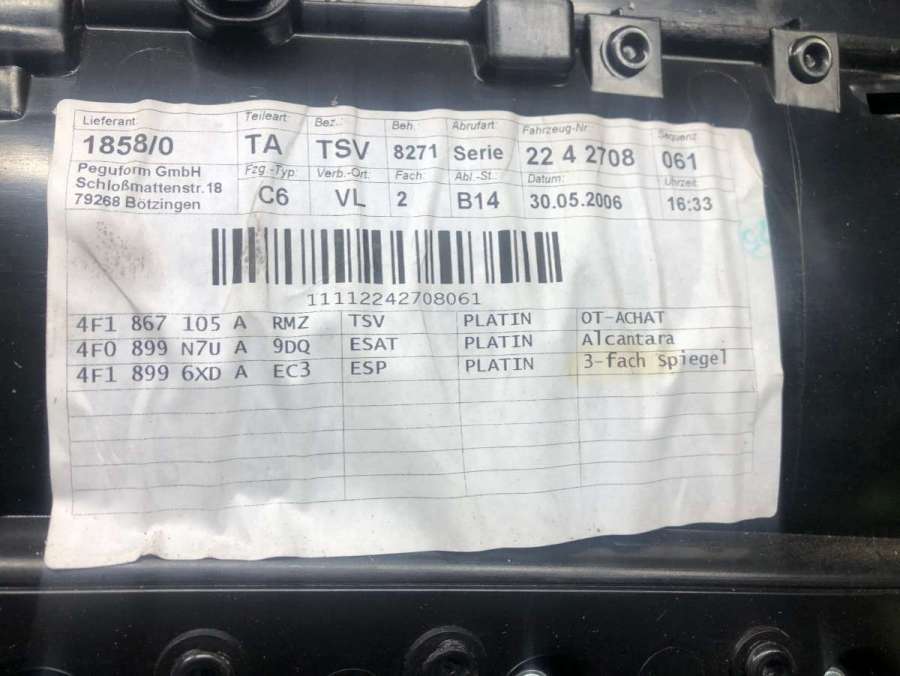 Lieferant: Teileart Bez.: Beh.: Abrufart: Fahrzeug-Nr. Sequenz
1858/0 TA TSV 8271 Serie 22 4 2708 061
Peguform GmbH Fzg.-Typ: Verb.-Ort: Fach: Abl.-St. Datum: Uhrzeit
Schloßmattenstr.18 C6 VL 2 B14 30.05.2006 16:33
79268 Bötzingen
11112242708061
4F1 867 105 A RMZ TSV PLATIN OT-ACHAT
4F0 899 N7U A 9DQ ESAT PLATIN Alcantara
4F1 899 6XD A EC3 ESP PLATIN 3-fach Spiegel